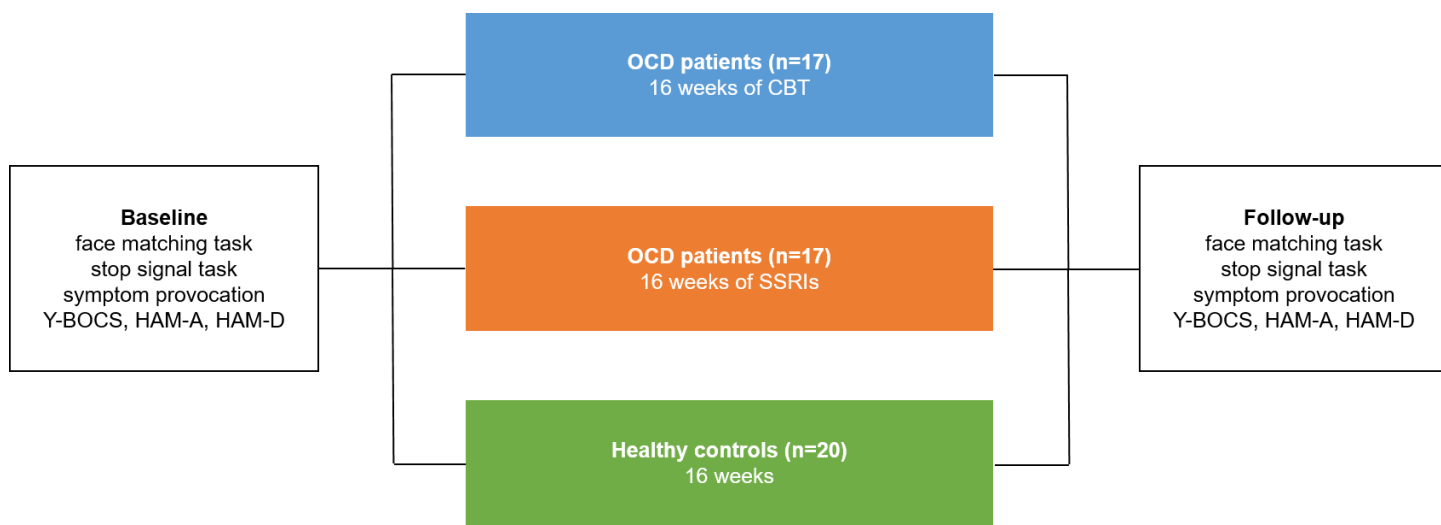 OCD patients (n=17)
16 weeks of CBT
Baseline
face matching task
stop signal task
symptom provocation
Y-BOCS, HAM-A, HAM-D
OCD patients (n=17)
16 weeks of SSRIs
Follow-up
face matching task
stop signal task
symptom provocation
Y-BOCS, HAM-A, HAM-D
Healthy controls (n=20)
16 weeks